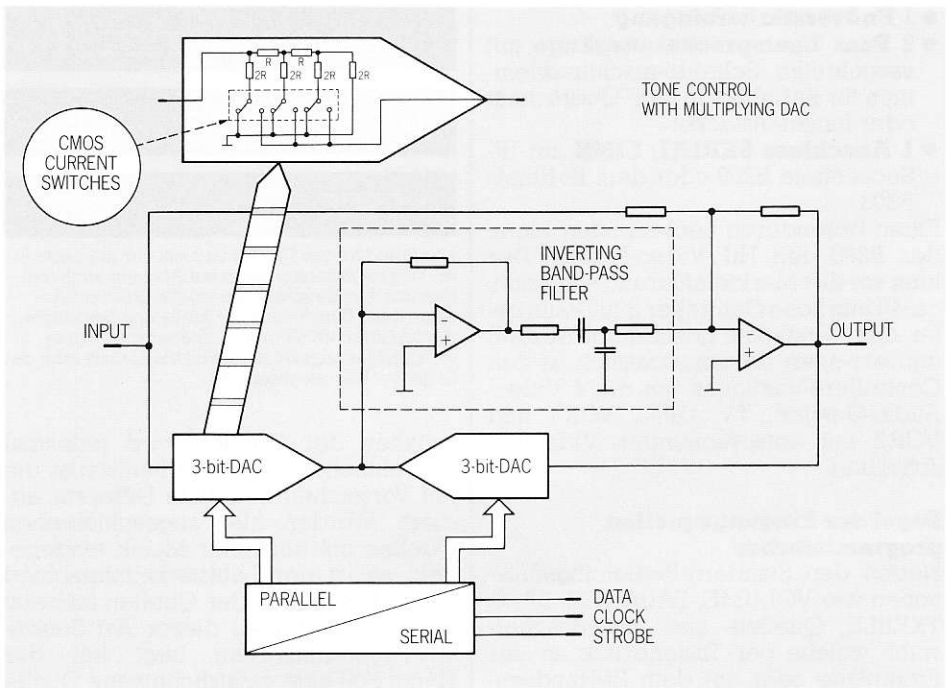 R
R
2R
2R
2R
2R
TONE CONTROL
WITH MULTIPLYING DAC
CMOS
CURRENT
SWITCHES
INVERTING
BAND-PASS
FILTER
INPUT
-
+
-
+
OUTPUT
3-bit-DAC
3-bit-DAC
PARALLEL
SERIAL
DATA
CLOCK
STROBE